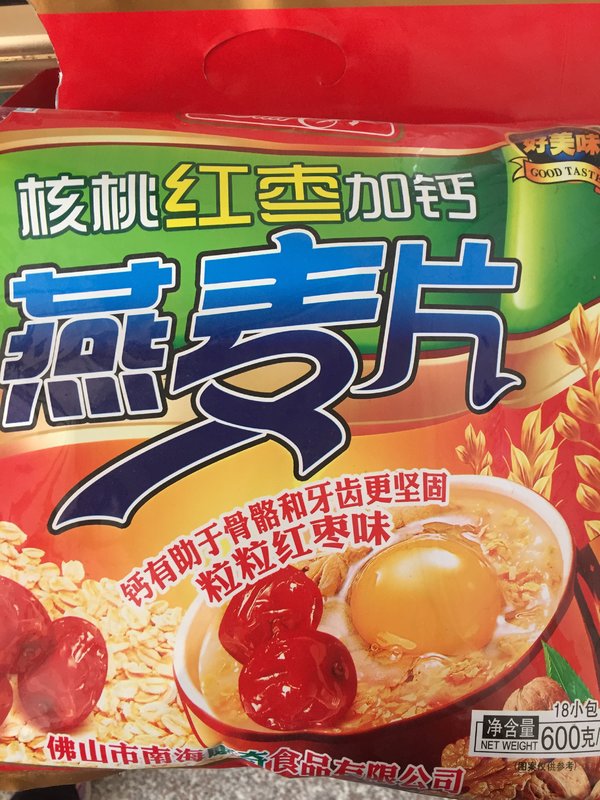 好美味
GOOD TASTE
核桃红枣加钙
燕麦片
钙有助于骨骼和牙齿更坚固
粒粒红枣味
18小包
净含量 600克/
NET WEIGHT
佛山市南海 食品有限公司
(图案仅供参考)